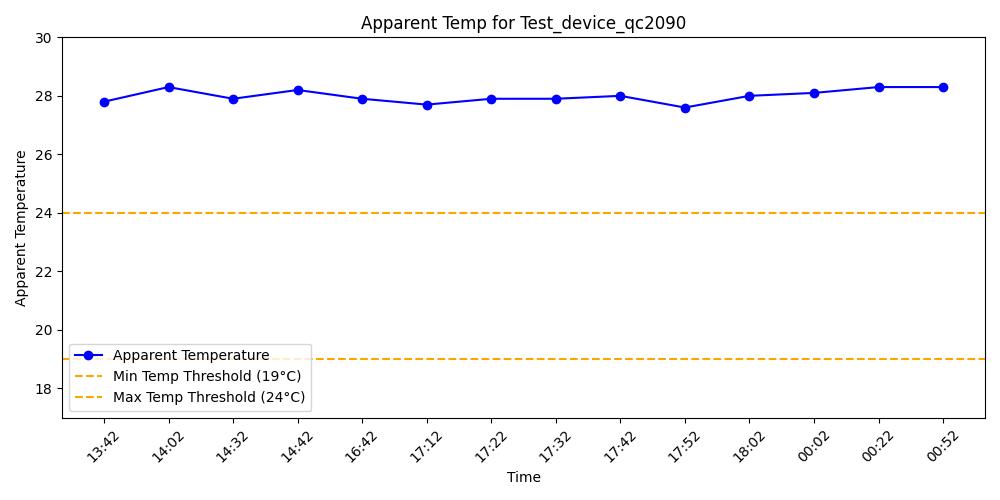 Apparent Temp for Test_device_qc2090
30
28
26
24
22
20
18
Apparent Temperature
Apparent Temperature
Min Temp Threshold (19°C)
Max Temp Threshold (24°C)
13:42 14:02 14:32 14:42 16:42 17:12 17:22 17:32 17:42 17:52 18:02 00:02 00:22 00:52
Time